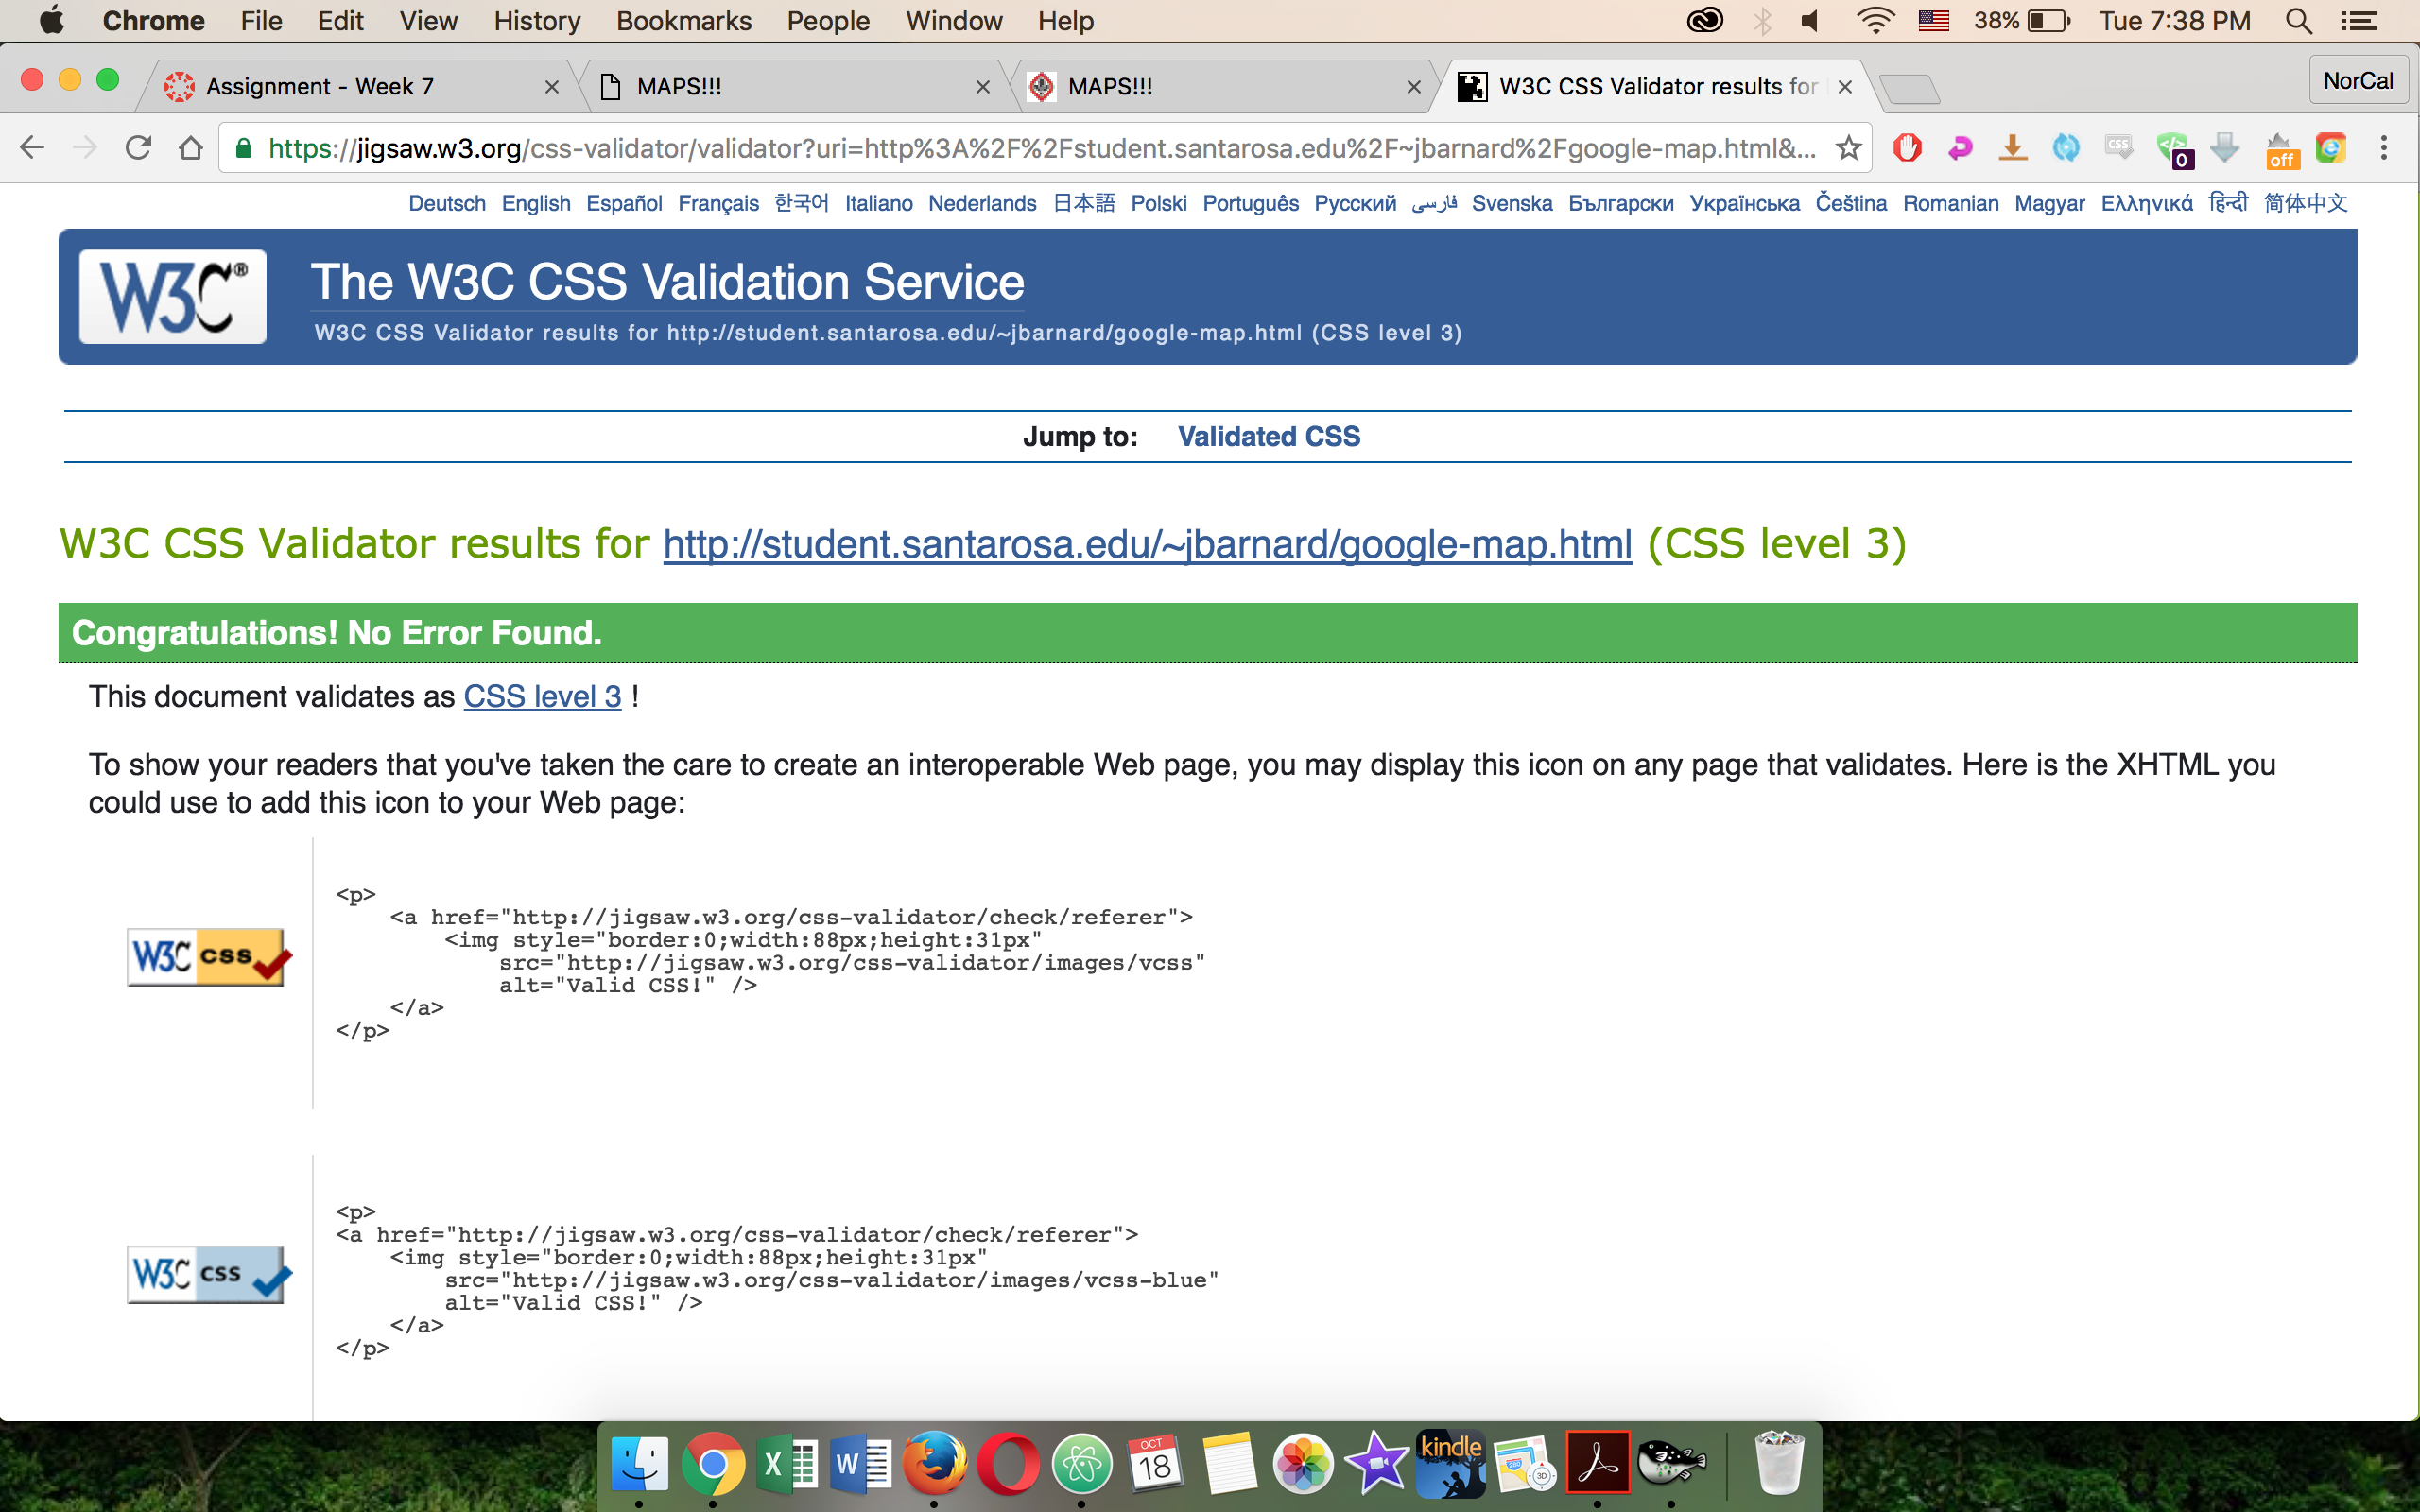 Chrome File Edit View History Bookmarks People Window Help 38% Tue 7:38 PM
Assignment - Week 7 MAPS!!! MAPS!!! W3C CSS Validator results for NorCal
https://jigsaw.w3.org/css-validator/validator?uri=http%3A%2F%2Fstudent.santarosa.edu%2F~jbarnard%2Fgoogle-map.html&... CSS 0 off
Deutsch English Español Français 한국어 Italiano Nederlands 日本語 Polski Português Русский فارسی Svenska Български Українська Čeština Romanian Magyar Ελληνικά हिन्दी 简体中文
W3C® The W3C CSS Validation Service
W3C CSS Validator results for http://student.santarosa.edu/~jbarnard/google-map.html (CSS level 3)
Jump to: Validated CSS
W3C CSS Validator results for http://student.santarosa.edu/~jbarnard/google-map.html (CSS level 3)
Congratulations! No Error Found.
This document validates as CSS level 3 !
To show your readers that you've taken the care to create an interoperable Web page, you may display this icon on any page that validates. Here is the XHTML you
could use to add this icon to your Web page:
<p>
<a href="http://jigsaw.w3.org/css-validator/check/referer">
<img style="border:0;width:88px;height:31px"
W3C css
src="http://jigsaw.w3.org/css-validator/images/vcss"
alt="Valid CSS!" />
</a>
</p>
<p>
<a href="http://jigsaw.w3.org/css-validator/check/referer">
<img style="border:0;width:88px;height:31px"
W3C css
src="http://jigsaw.w3.org/css-validator/images/vcss-blue"
alt="Valid CSS!" />
</a>
</p>
OCT
18
kindle
3D